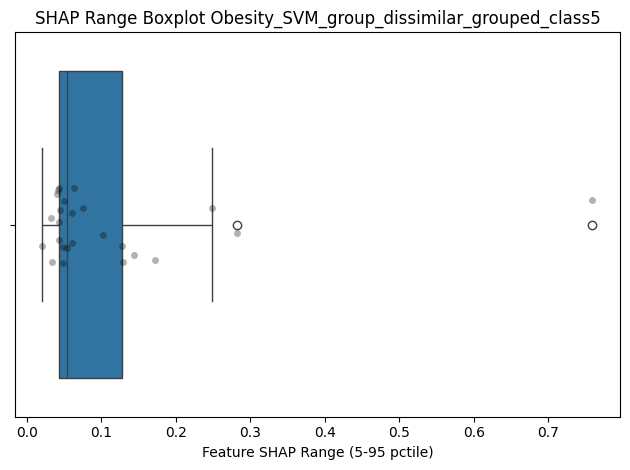 SHAP Range Boxplot Obesity_SVM_group_dissimilar_grouped_class5
0.0 0.1 0.2 0.3 0.4 0.5 0.6 0.7
Feature SHAP Range (5-95 pctile)